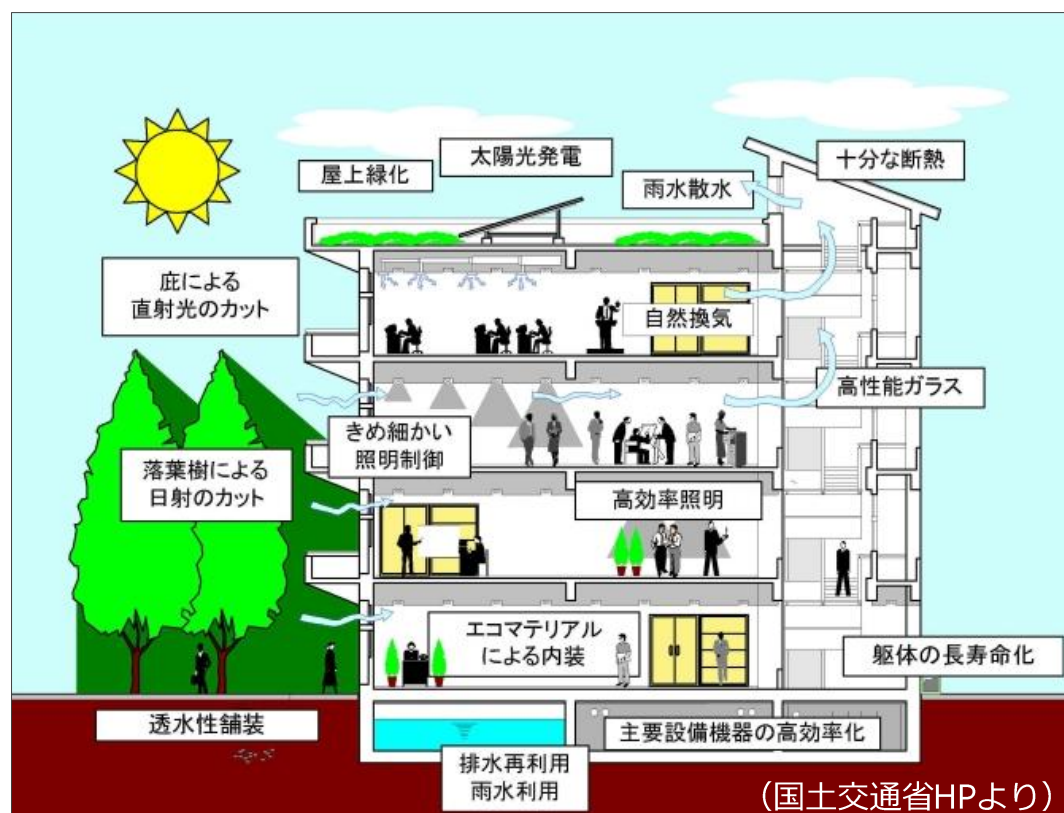 太陽光発電
十分な断熱
屋上緑化
雨水散水
庇による
直射光のカット
自然換気
高性能ガラス
きめ細かい
照明制御
落葉樹による
日射のカット
高効率照明
エコマテリアル
による内装
躯体の長寿命化
透水性舗装
主要設備機器の高効率化
排水再利用
雨水利用
（国土交通省HPより）